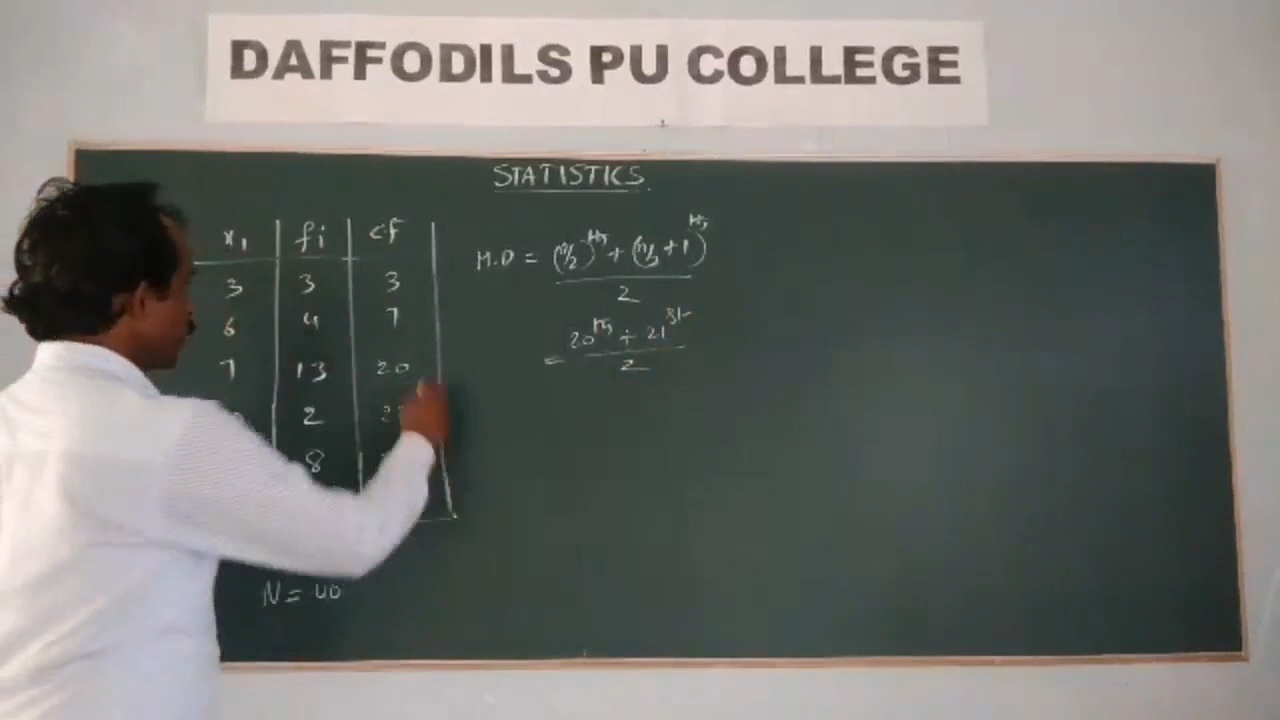 DAFFODILS PU COLLEGE
STATISTICS.
xi fi cf
3 3 3
6 4 7
7 13 20
2
8
N = 40
M.D = (n/2)th + (n/2 + 1)th
2
= 20th + 21st
2